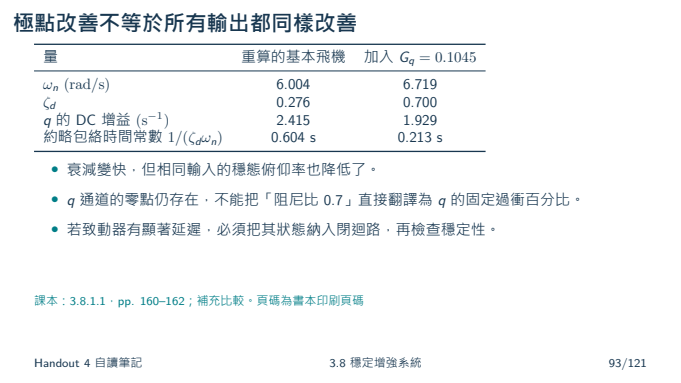 極點改善不等於所有輸出都同樣改善
量 重算的基本飛機 加入 G_q = 0.1045
ω_n (rad/s) 6.004 6.719
ζ_d 0.276 0.700
q 的 DC 增益 (s⁻¹) 2.415 1.929
約略包絡時間常數 1/(ζ_dω_n) 0.604 s 0.213 s
• 衰減變快，但相同輸入的穩態俯仰率也降低了。
• q 通道的零點仍存在，不能把「阻尼比 0.7」直接翻譯為 q 的固定過衝百分比。
• 若致動器有顯著延遲，必須把其狀態納入閉迴路，再檢查穩定性。
課本：3.8.1.1，pp. 160–162；補充比較。頁碼為書本印刷頁碼
Handout 4 自讀筆記 3.8 穩定增強系統 93/121